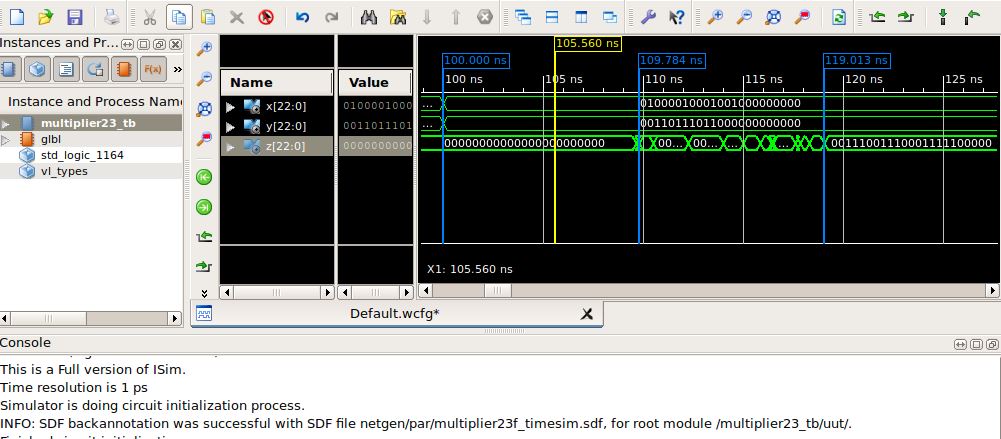 Instances and Pr...
F(x)
»
Instance and Process Name
multiplier23_tb
glbl
std_logic_1164
vl_types
Name
Value
x[22:0]
0100001000
y[22:0]
0011011101
z[22:0]
0000000000
105.560 ns
100.000 ns
109.784 ns
119.013 ns
100 ns
105 ns
110 ns
115 ns
120 ns
125 ns
...
01000010001001000000000
...
00110111011000000000000
00000000000000000000000
00...
00...
...
00111001110001111100000
X1: 105.560 ns
Default.wcfg*
Console
This is a Full version of ISim.
Time resolution is 1 ps
Simulator is doing circuit initialization process.
INFO: SDF backannotation was successful with SDF file netgen/par/multiplier23f_timesim.sdf, for root module /multiplier23_tb/uut/.